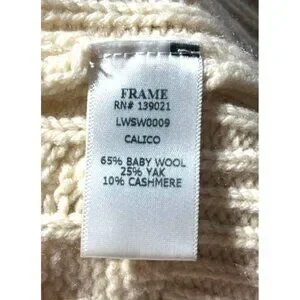 FRAME
RN# 139021
LWSW0009
CALICO
65% BABY WOOL
25% YAK
10% CASHMERE